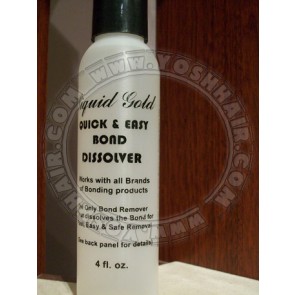 Liquid Gold
QUICK & EASY
BOND
DISSOLVER
Works with all Brands
of Bonding products
Only Bond Remover
dissolves the Bond for
Easy & Safe Removal
see back panel for details
4 fl. oz.
WWW.YOSHHAIR.COM